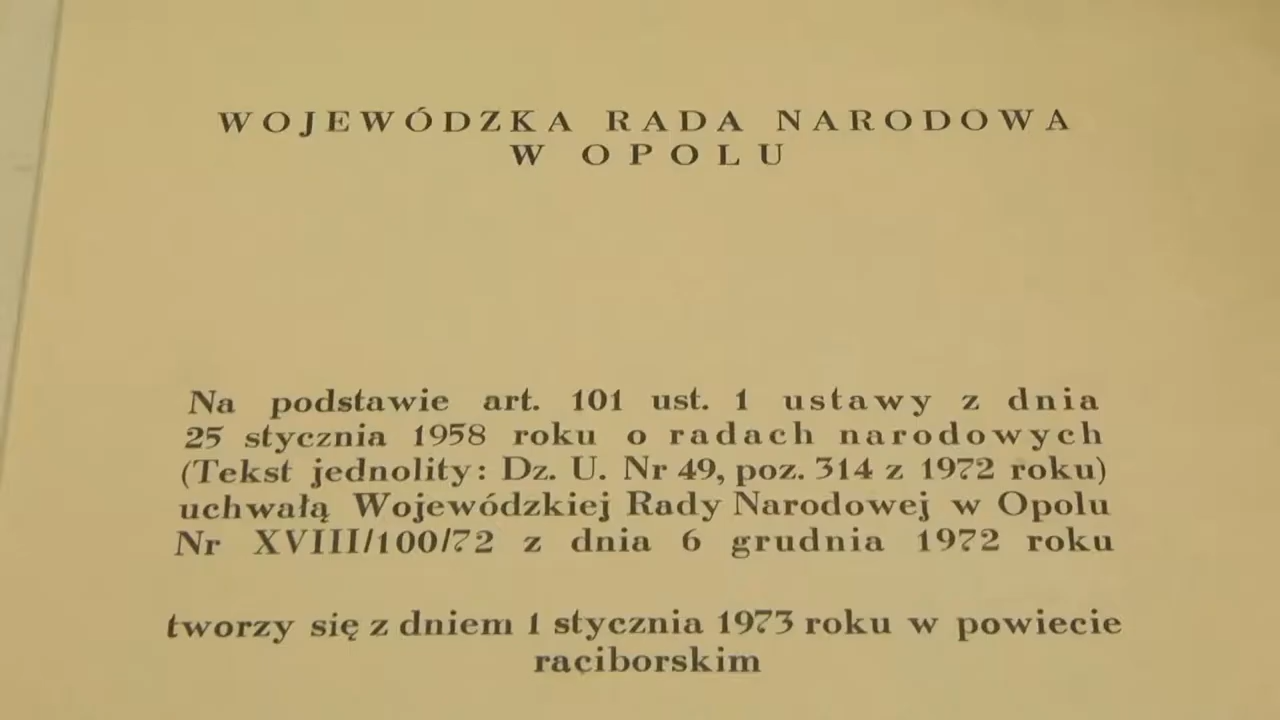 WOJEWÓDZKA RADA NARODOWA
W OPOLU
Na podstawie art. 101 ust. 1 ustawy z dnia
25 stycznia 1958 roku o radach narodowych
(Tekst jednolity: Dz. U. Nr 49, poz. 314 z 1972 roku)
uchwałą Wojewódzkiej Rady Narodowej w Opolu
Nr XVIII/100/72 z dnia 6 grudnia 1972 roku
tworzy się z dniem 1 stycznia 1973 roku w powiecie
raciborskim